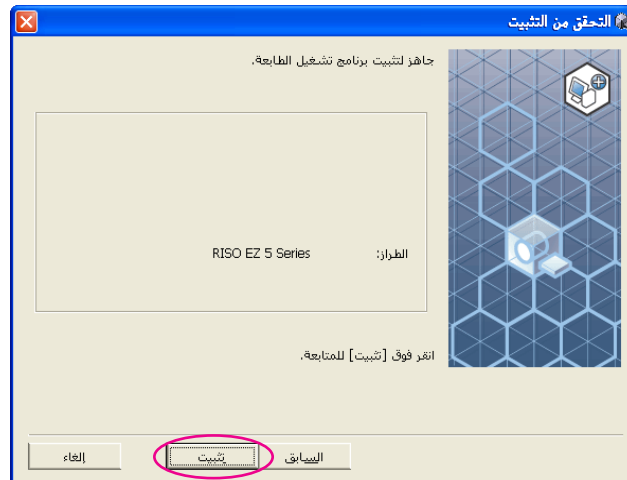 التحقق من التثبيت
جاهز لتثبيت برنامج تشغيل الطابعة.
الطراز: RISO EZ 5 Series
انقر فوق [تثبيت] للمتابعة.
السابق
تثبيت
إلغاء